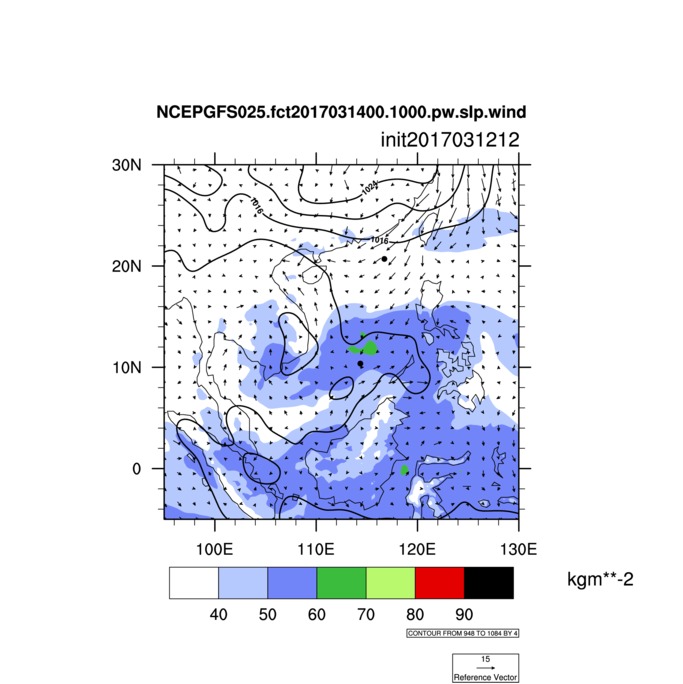 NCEPGFS025.fct2017031400.1000.pw.slp.wind
init2017031212
30N
1024
1016
1016
20N
10N
0
100E 110E 120E 130E
kgm**-2
40 50 60 70 80 90
CONTOUR FROM 948 TO 1084 BY 4
15
Reference Vector